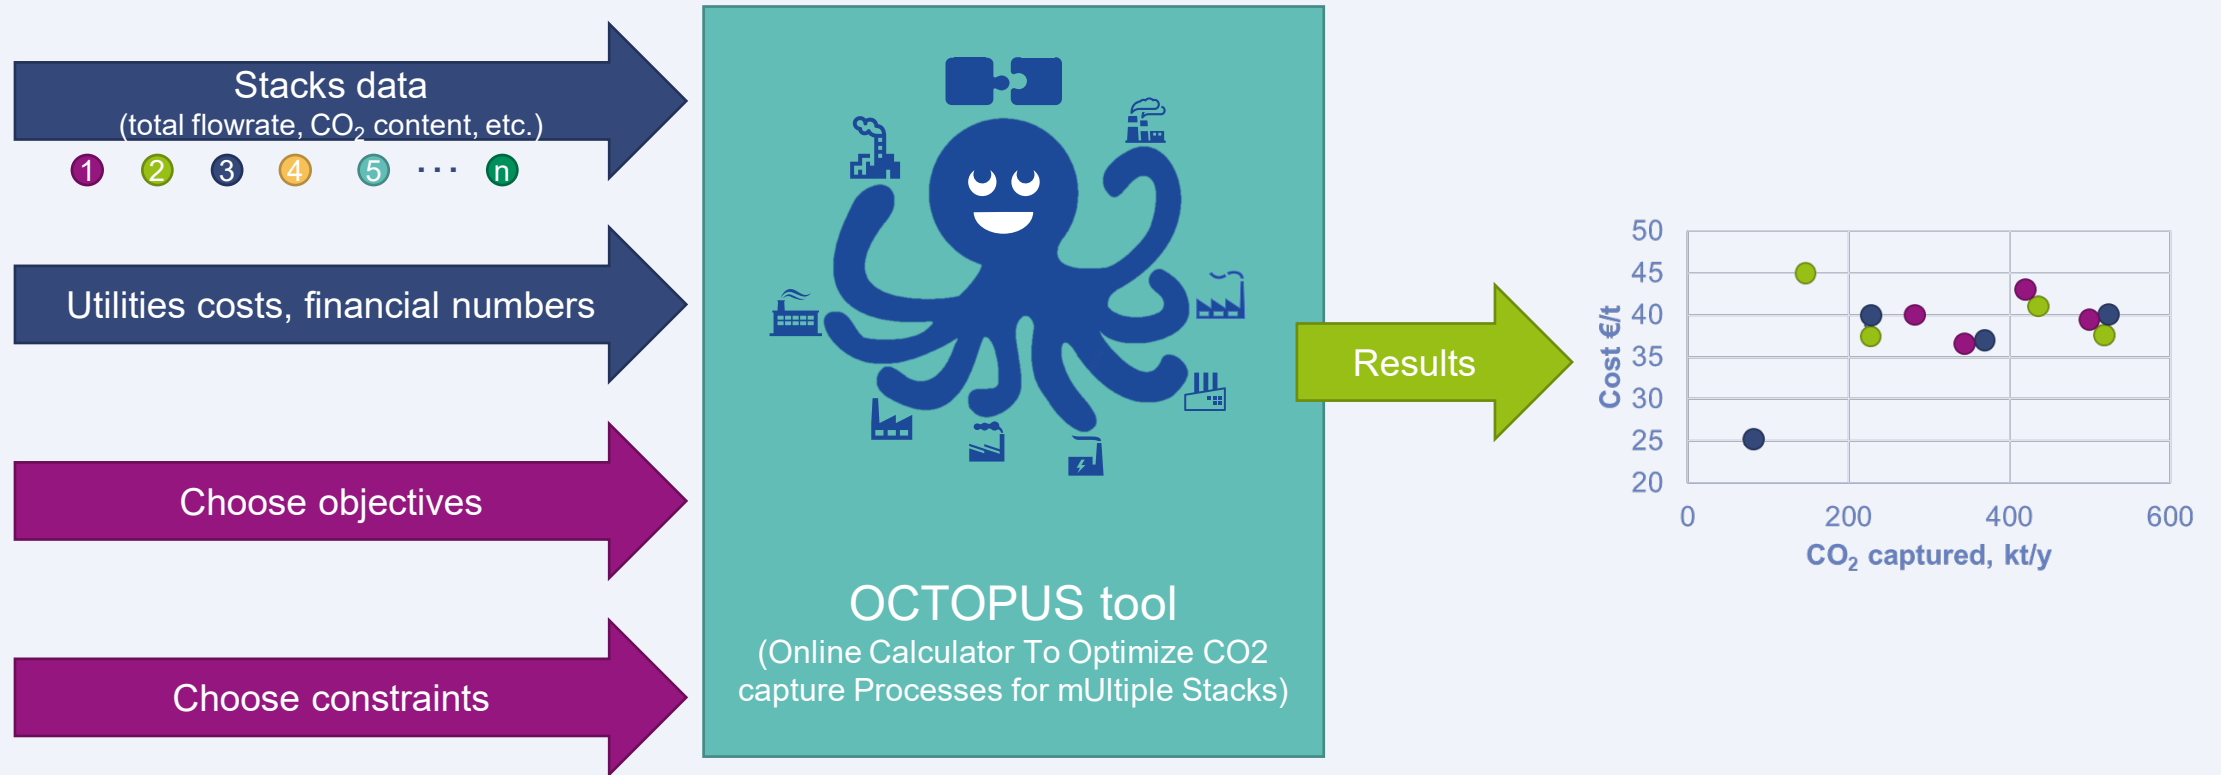 Stacks data
(total flowrate, CO₂ content, etc.)
1 2 3 4 5 ... n
Utilities costs, financial numbers
Choose objectives
Choose constraints
OCTOPUS tool
(Online Calculator To Optimize CO2
capture Processes for mUltiple Stacks)
Results
Cost €/t
50
45
40
35
30
25
20
0 200 400 600
CO₂ captured, kt/y